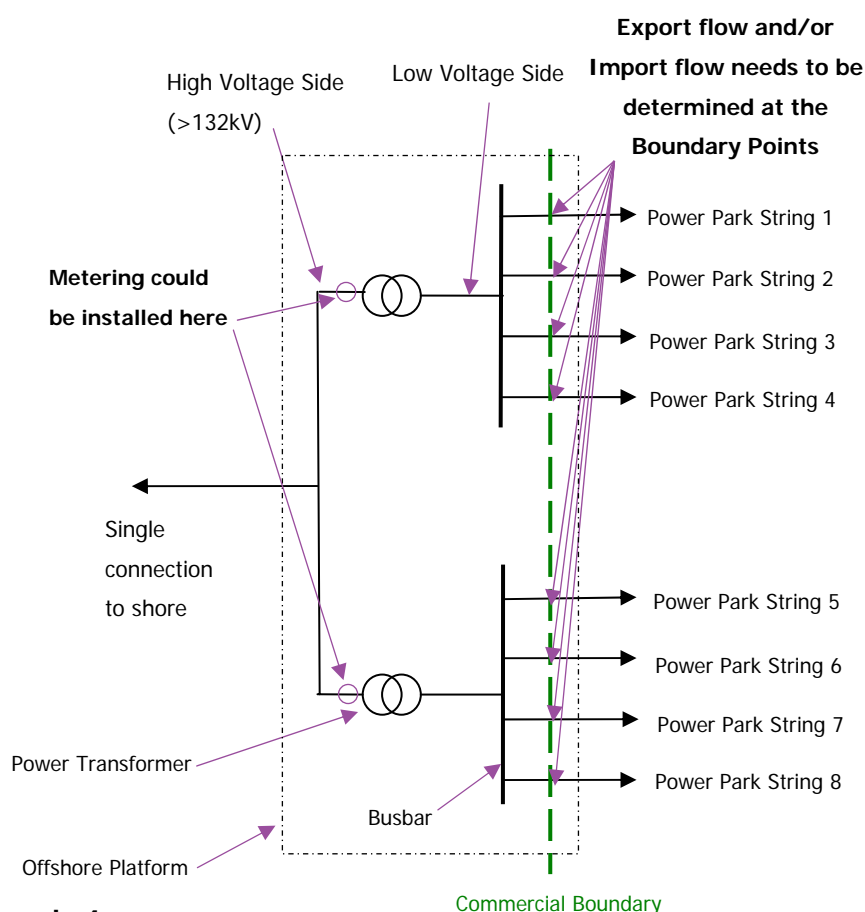 Export flow and/or
Import flow needs to be
determined at the
Boundary Points
High Voltage Side
(>132kV)
Low Voltage Side
Power Park String 1
Power Park String 2
Power Park String 3
Power Park String 4
Metering could
be installed here
Single
connection
to shore
Power Park String 5
Power Park String 6
Power Park String 7
Power Park String 8
Power Transformer
Busbar
Offshore Platform
Commercial Boundary